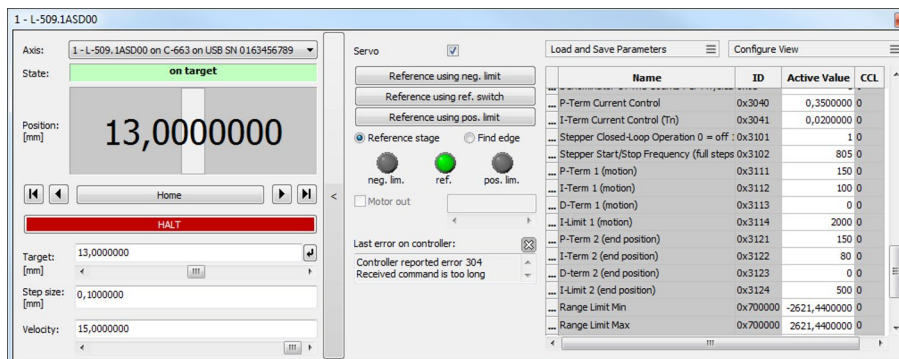 1 - L-509.1ASD00
Axis:
1 - L-509.1ASD00 on C-663 on USB SN 0163456789
State:
on target
Position:
[mm]
13,0000000
Home
HALT
Target:
[mm]
13,0000000
Step size:
[mm]
0,1000000
Velocity:
15,0000000
<
Servo
Reference using neg. limit
Reference using ref. switch
Reference using pos. limit
Reference stage
Find edge
neg. lim.
ref.
pos. lim.
Motor out
Last error on controller:
Controller reported error 304
Received command is too long
Load and Save Parameters
Configure View
Name ID Active Value CCL
... P-Term Current Control 0x3040 0,3500000 0
... I-Term Current Control (Tn) 0x3041 0,0200000 0
... Stepper Closed-Loop Operation 0 = off : 0x3101 1 0
... Stepper Start/Stop Frequency (full steps 0x3102 805 0
... P-Term 1 (motion) 0x3111 150 0
... I-Term 1 (motion) 0x3112 100 0
... D-Term 1 (motion) 0x3113 0 0
... I-Limit 1 (motion) 0x3114 2000 0
... P-Term 2 (end position) 0x3121 150 0
... I-Term 2 (end position) 0x3122 80 0
... D-term 2 (end position) 0x3123 0 0
... I-Limit 2 (end position) 0x3124 500 0
... Range Limit Min 0x700000 -2621,4400000 0
... Range Limit Max 0x700000 2621,4400000 0